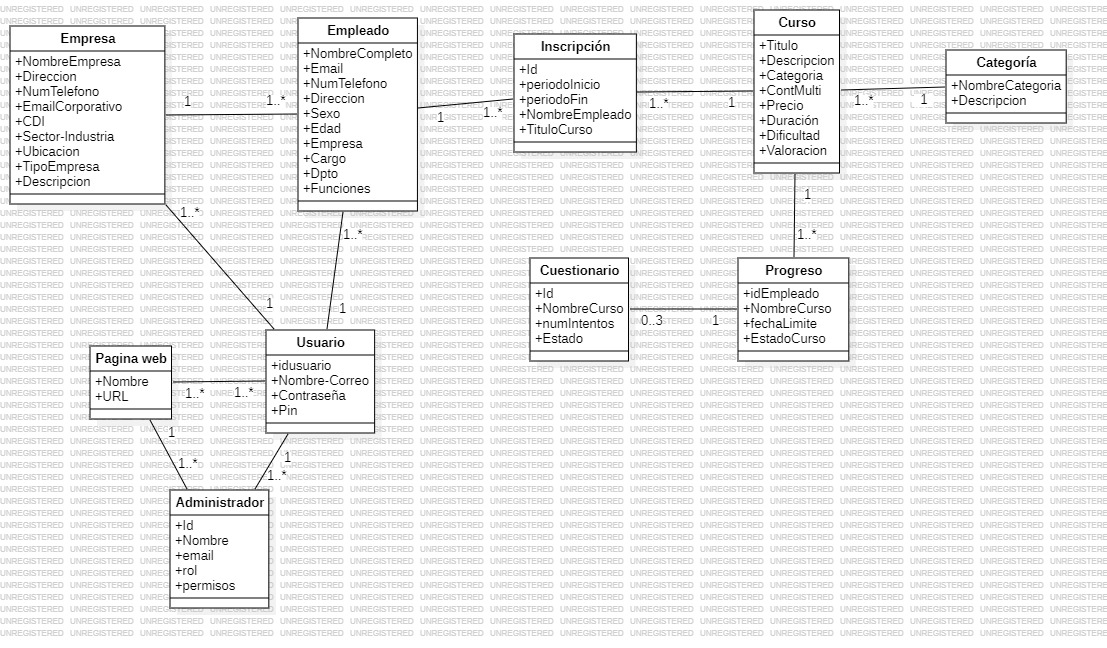 Empresa
+NombreEmpresa
+Direccion
+NumTelefono
+EmailCorporativo
+CDI
+Sector-Industria
+Ubicacion
+TipoEmpresa
+Descripcion
1
1..*
Empleado
+NombreCompleto
+Email
+NumTelefono
+Direccion
+Sexo
+Edad
+Empresa
+Cargo
+Dpto
+Funciones
1
1..*
Inscripción
+Id
+periodoInicio
+periodoFin
+NombreEmpleado
+TituloCurso
1..*
1
Curso
+Titulo
+Descripcion
+Categoria
+ContMulti
+Precio
+Duración
+Dificultad
+Valoracion
1..*
1
Categoría
+NombreCategoria
+Descripcion
1..*
1
1..*
1
1
1..*
Cuestionario
+Id
+NombreCurso
+numIntentos
+Estado
0..3
1
Progreso
+idEmpleado
+NombreCurso
+fechaLimite
+EstadoCurso
Pagina web
+Nombre
+URL
1..*
1..*
Usuario
+idusuario
+Nombre-Correo
+Contraseña
+Pin
1
1..*
1
1..*
Administrador
+Id
+Nombre
+email
+rol
+permisos
UNREGISTERED